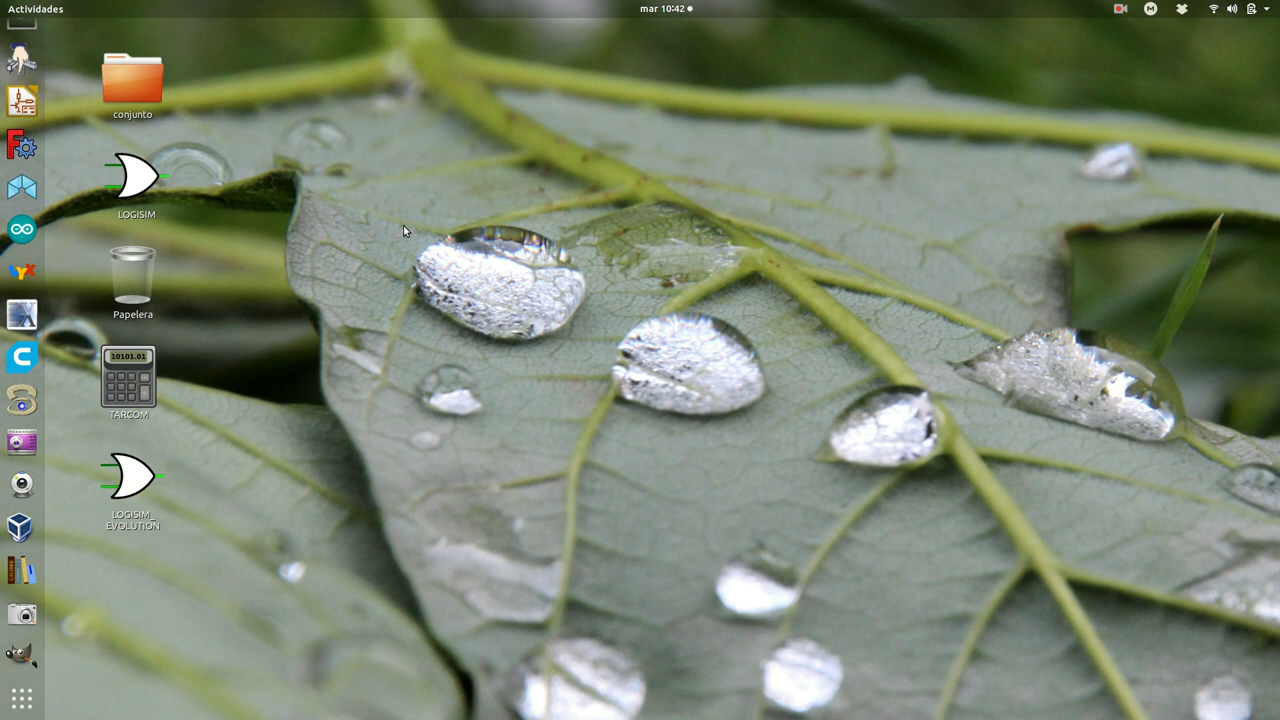 Actividades
mar 10:42
conjunto
LOGISIM
Papelera
10101.01
TARCOM
LOGISIM_
EVOLUTION